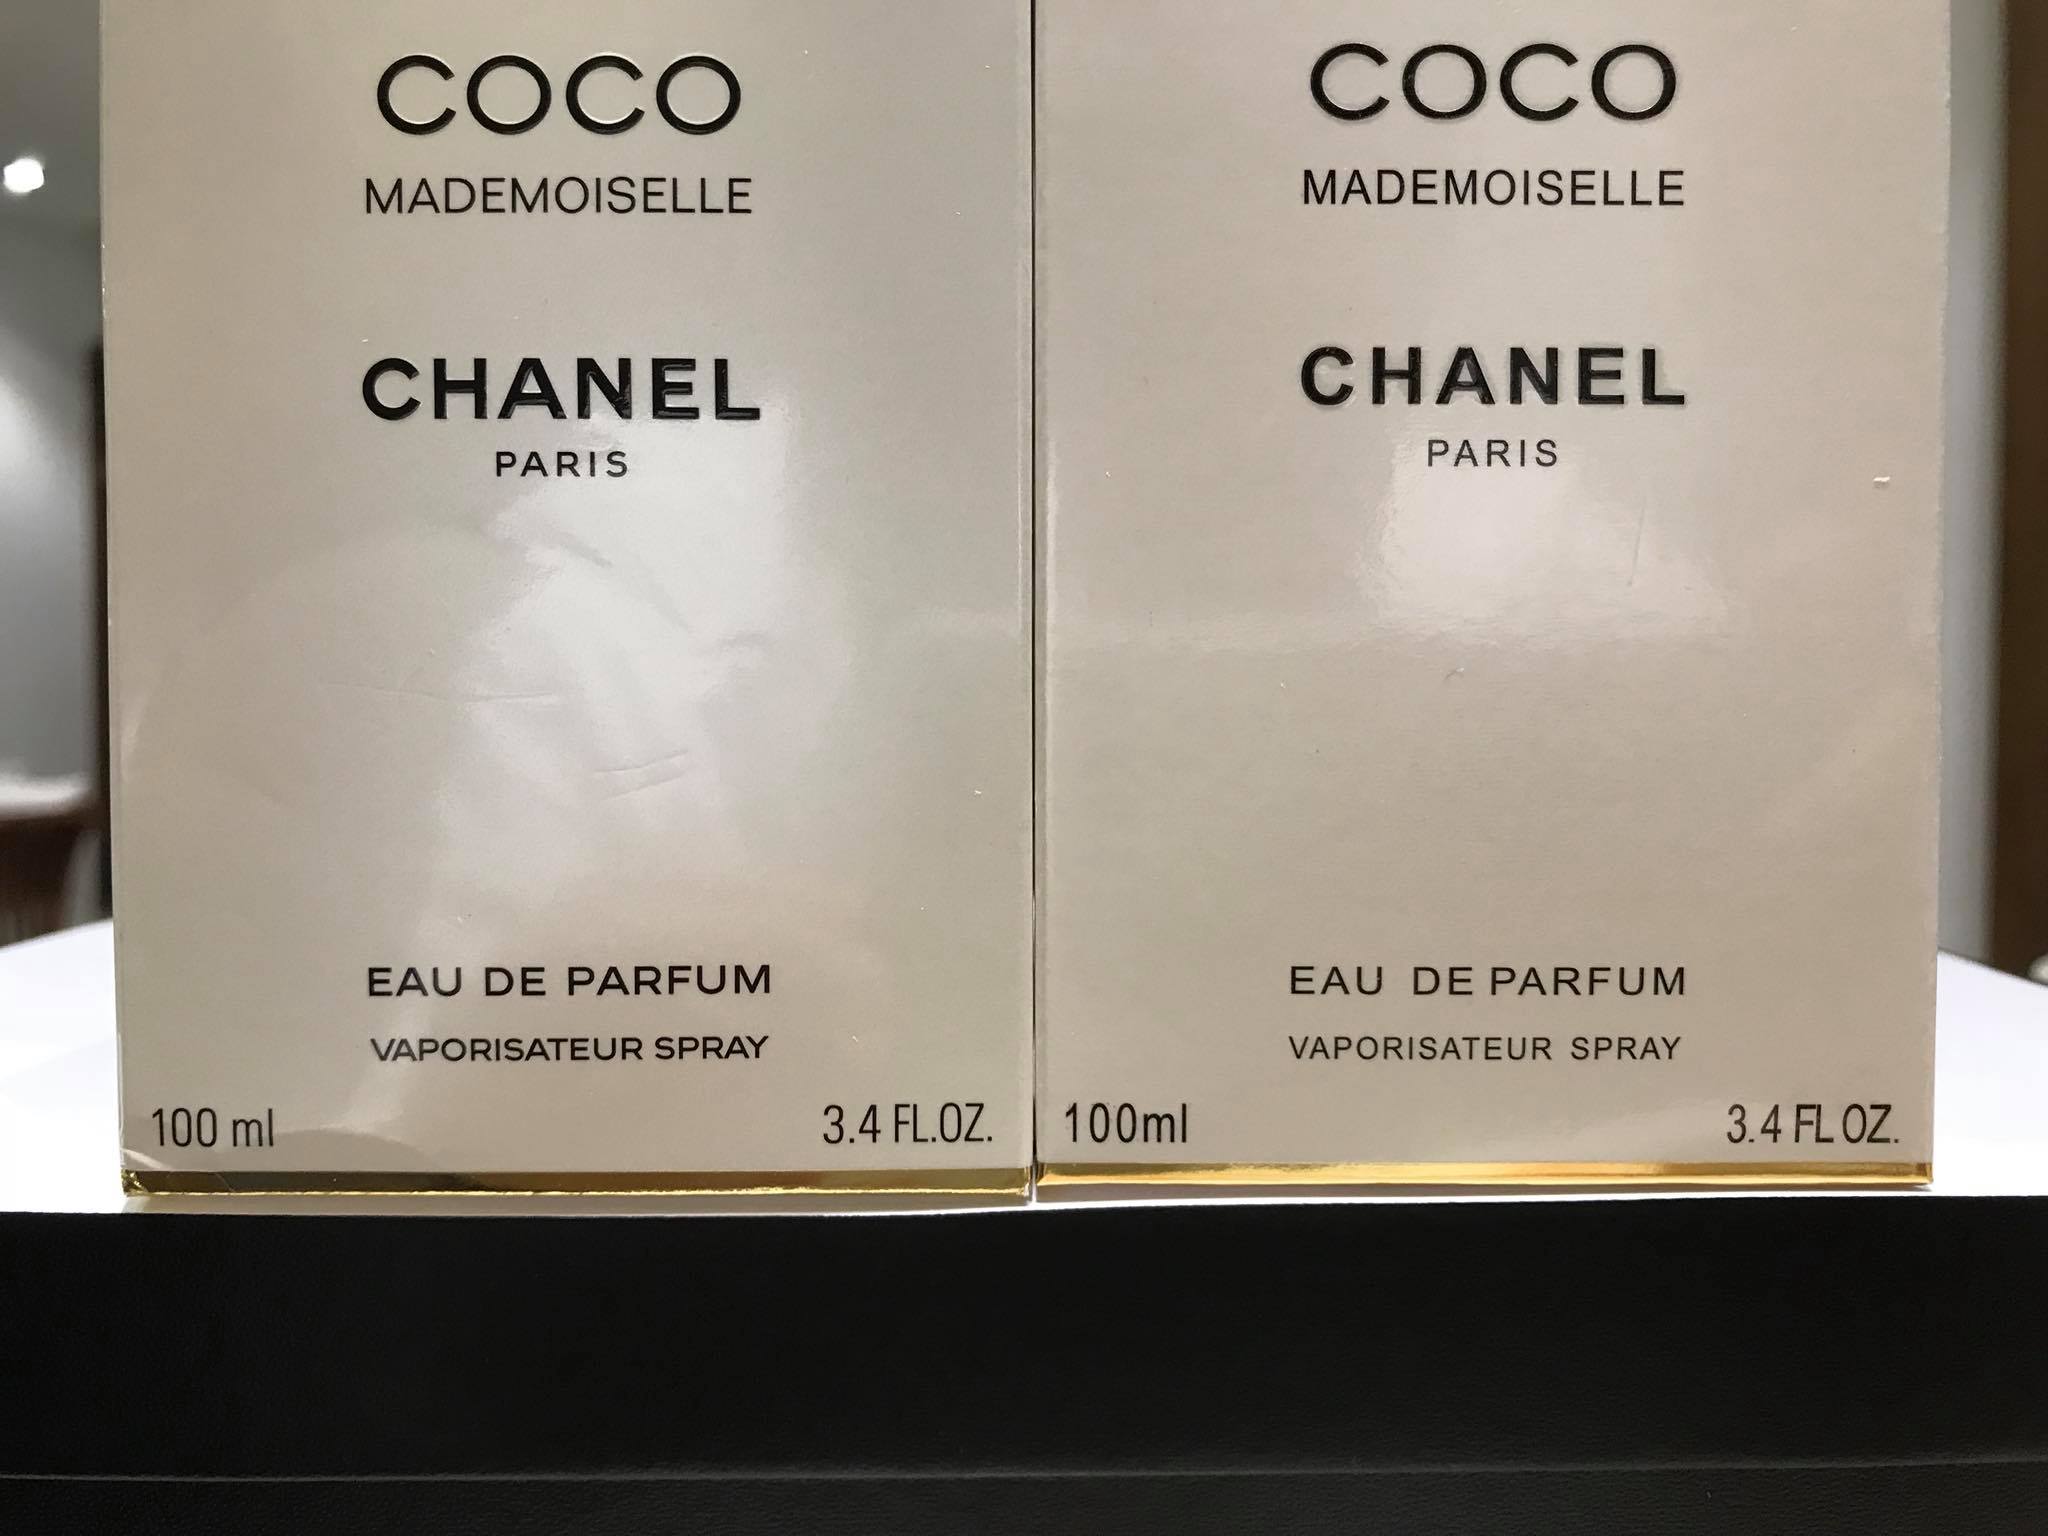 COCO
MADEMOISELLE
CHANEL
PARIS
EAU DE PARFUM
VAPORISATEUR SPRAY
100 ml
3.4 FL.OZ.
COCO
MADEMOISELLE
CHANEL
PARIS
EAU DE PARFUM
VAPORISATEUR SPRAY
100ml
3.4 FL OZ.